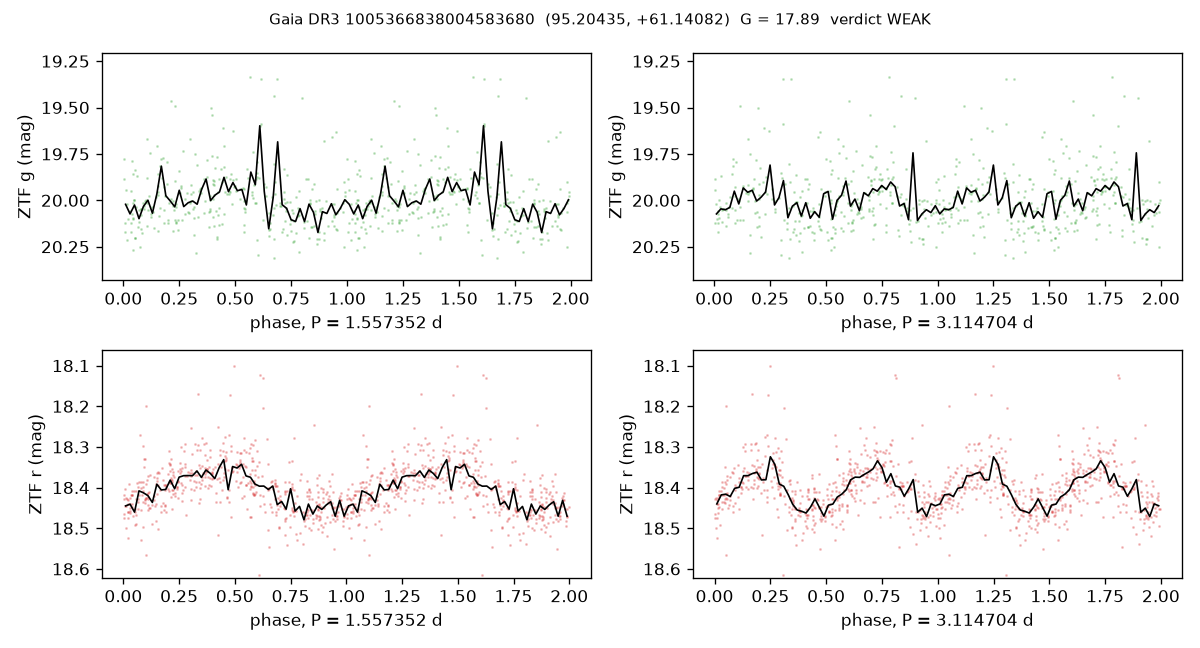 Gaia DR3 1005366838004583680  (95.20435, +61.14082)  G = 17.89  verdict WEAK
ZTF g (mag)
19.25
19.50
19.75
20.00
20.25
0.00 0.25 0.50 0.75 1.00 1.25 1.50 1.75 2.00
phase, P = 1.557352 d
ZTF g (mag)
19.25
19.50
19.75
20.00
20.25
0.00 0.25 0.50 0.75 1.00 1.25 1.50 1.75 2.00
phase, P = 3.114704 d
ZTF r (mag)
18.1
18.2
18.3
18.4
18.5
18.6
0.00 0.25 0.50 0.75 1.00 1.25 1.50 1.75 2.00
phase, P = 1.557352 d
ZTF r (mag)
18.1
18.2
18.3
18.4
18.5
18.6
0.00 0.25 0.50 0.75 1.00 1.25 1.50 1.75 2.00
phase, P = 3.114704 d